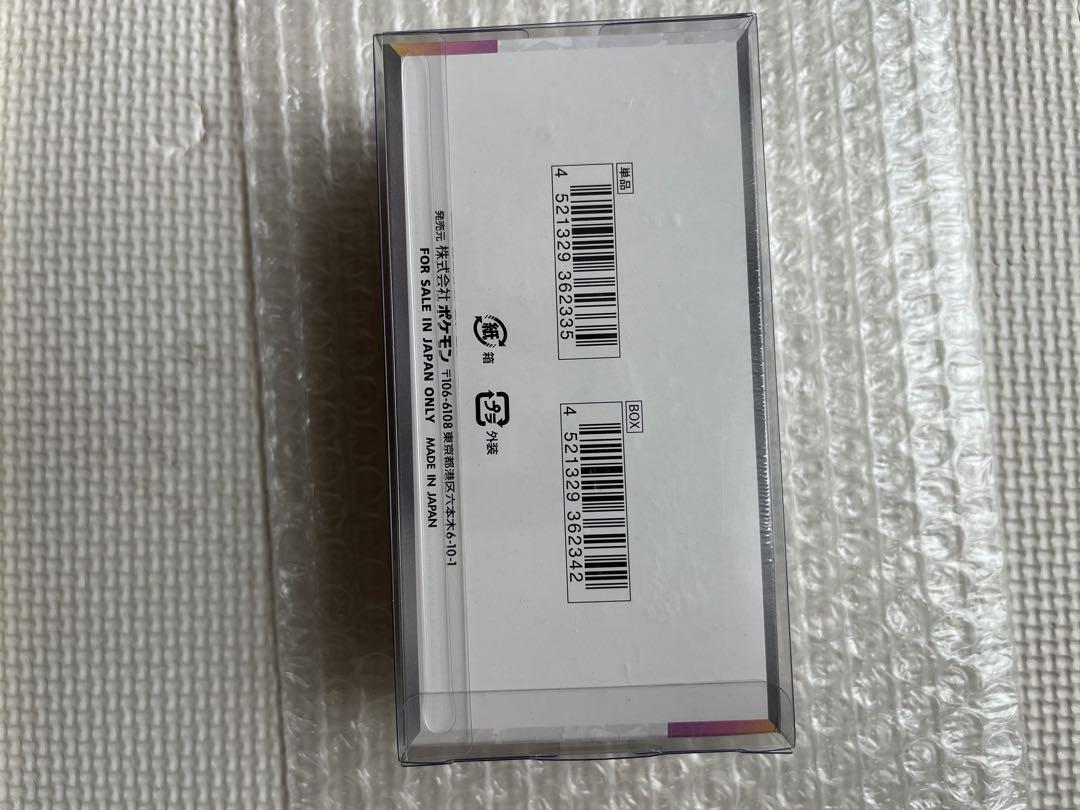 単品
4 521329 362335
BOX
4 521329 362342
紙 箱
プラ 外装
発売元 株式会社 ポケモン 〒106-6108 東京都港区六本木6-10-1
FOR SALE IN JAPAN ONLY MADE IN JAPAN